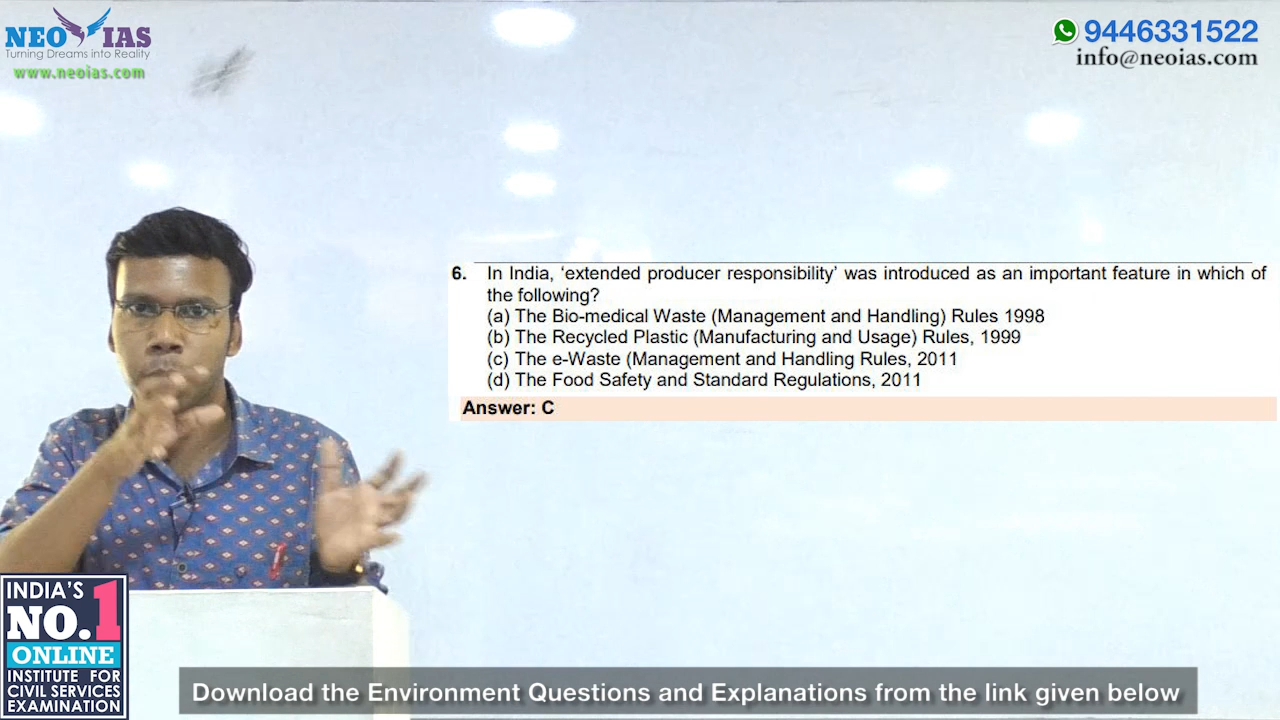 NEO IAS
Turning Dreams into Reality
www.neoias.com
9446331522
info@neoias.com
6. In India, ‘extended producer responsibility’ was introduced as an important feature in which of
the following?
(a) The Bio-medical Waste (Management and Handling) Rules 1998
(b) The Recycled Plastic (Manufacturing and Usage) Rules, 1999
(c) The e-Waste (Management and Handling Rules, 2011
(d) The Food Safety and Standard Regulations, 2011
Answer: C
INDIA'S
NO.1
ONLINE
INSTITUTE FOR
CIVIL SERVICES
EXAMINATION
Download the Environment Questions and Explanations from the link given below